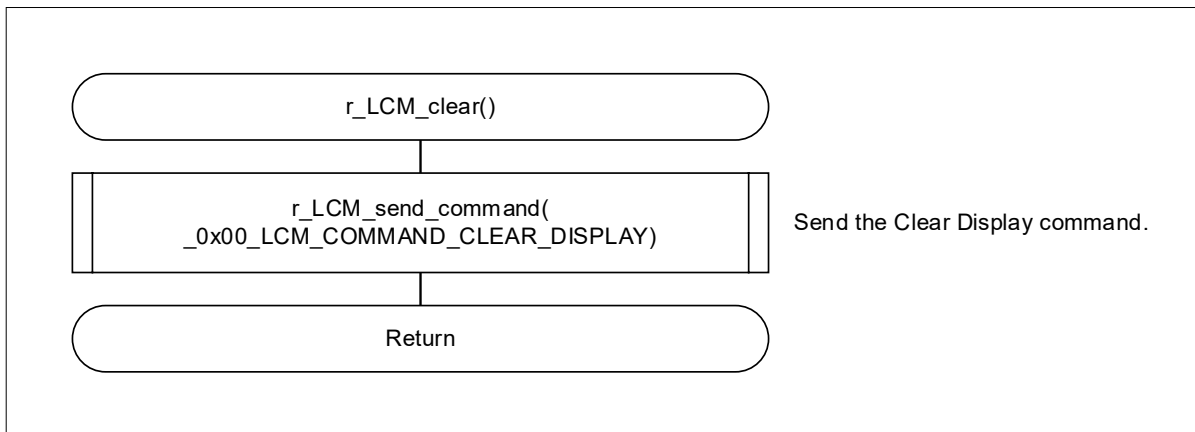 r_LCM_clear()
r_LCM_send_command(
_0x00_LCM_COMMAND_CLEAR_DISPLAY)
Send the Clear Display command.
Return